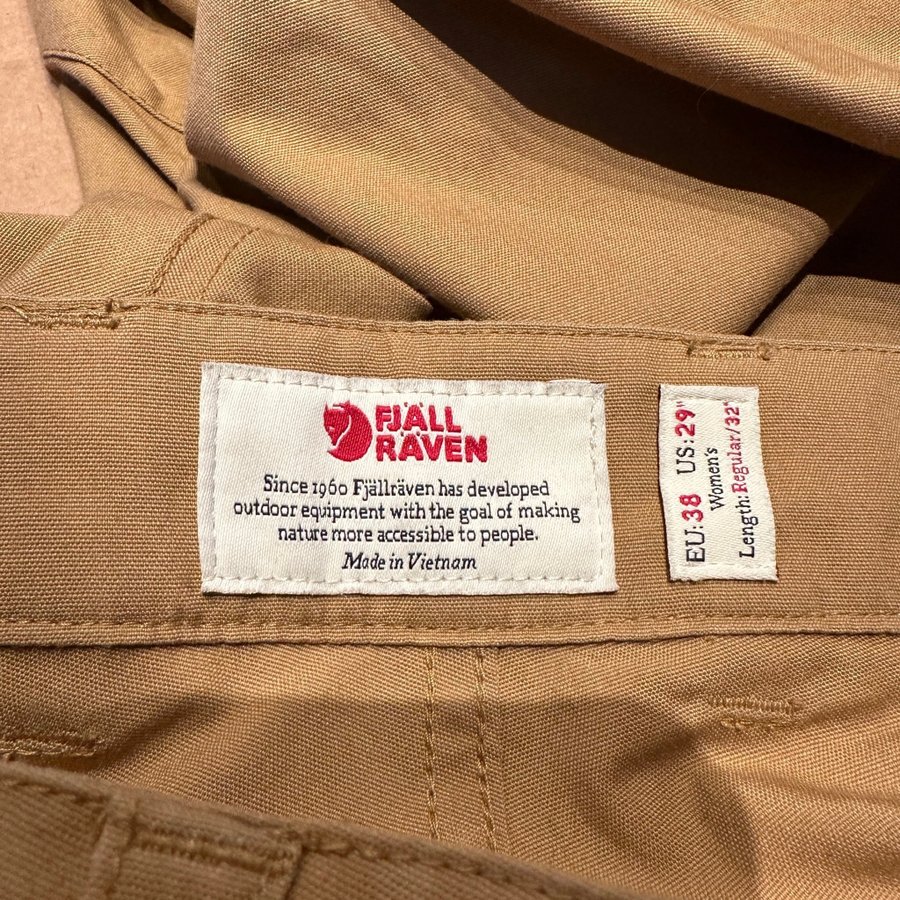 FJÄLL
RÄVEN
Since 1960 Fjällräven has developed
outdoor equipment with the goal of making
nature more accessible to people.
Made in Vietnam
EU: 38 US: 29"
Women's
Length: Regular/32"